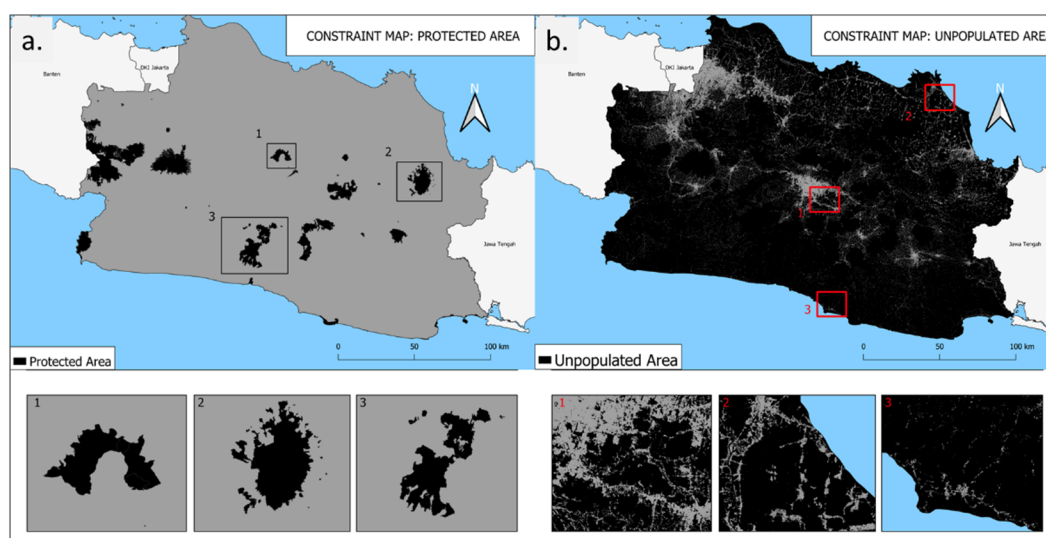 a.
CONSTRAINT MAP: PROTECTED AREA
DKI Jakarta
Banten
N
1
2
3
Jawa Tengah
0 50 100 km
Protected Area
b.
CONSTRAINT MAP: UNPOPULATED AREA
DKI Jakarta
Banten
N
2
1
3
Jawa Tengah
0 50 100 km
Unpopulated Area
1
2
3
1
2
3